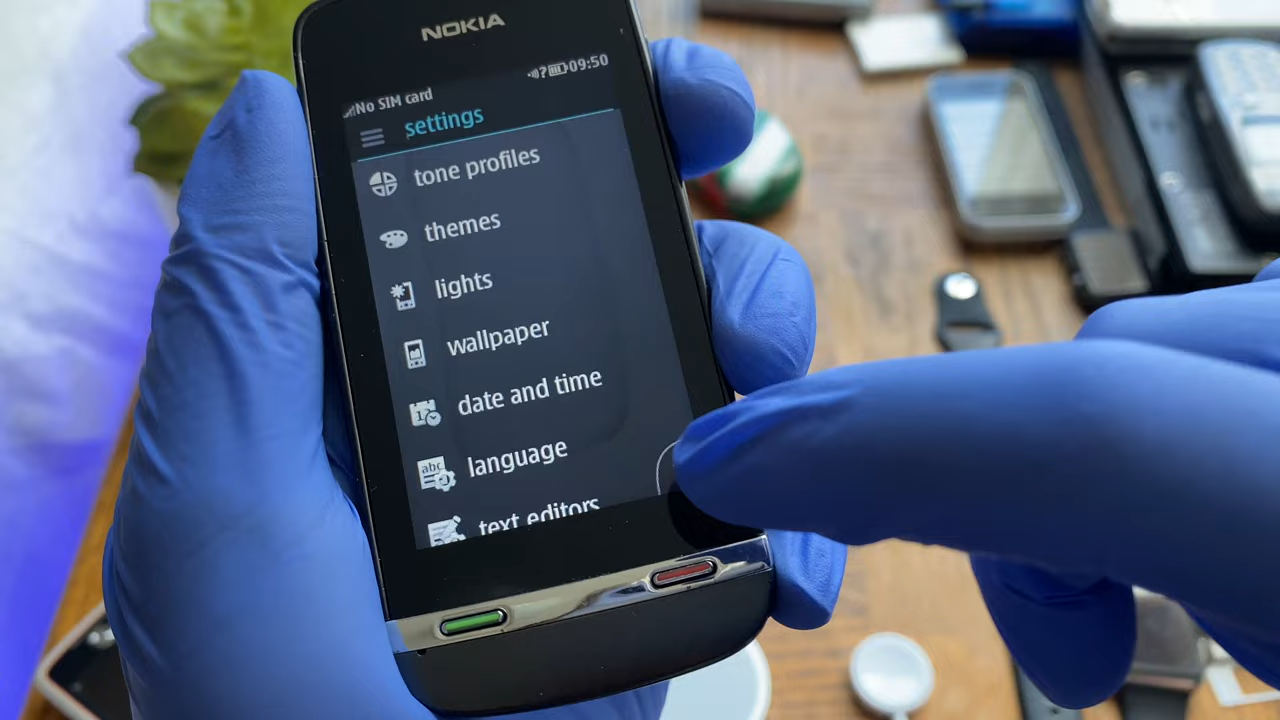 NOKIA
09:50
No SIM card
settings
tone profiles
themes
lights
wallpaper
date and time
language
text editors